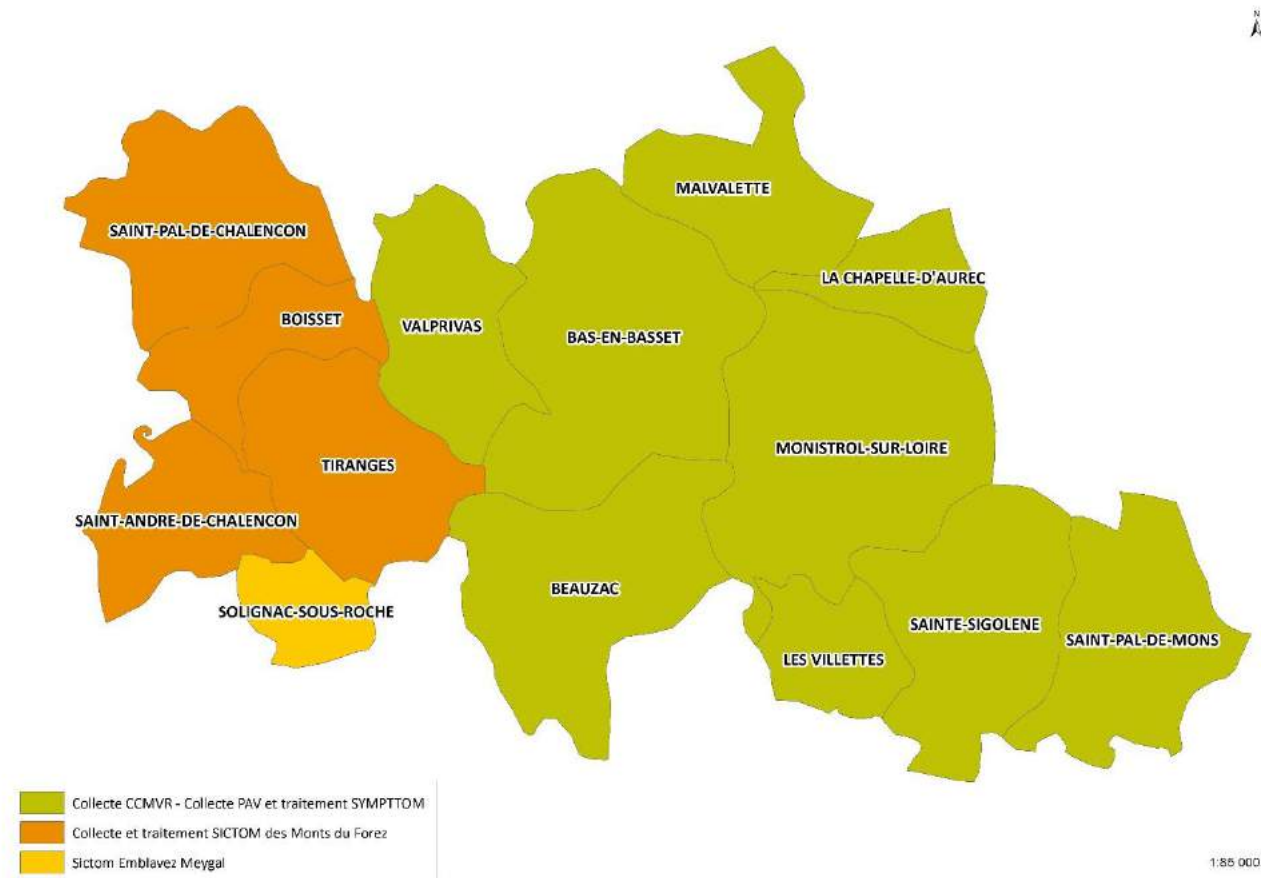 N
MALVALETTE
SAINT-PAL-DE-CHALENCON
LA CHAPELLE-D'AUREC
BOISSET
VALPRIVAS
BAS-EN-BASSET
MONISTROL-SUR-LOIRE
TIRANGES
SAINT-ANDRE-DE-CHALENCON
BEAUZAC
SOLIGNAC-SOUS-ROCHE
SAINTE-SIGOLENE
SAINT-PAL-DE-MONS
LES VILLETTES
Collecte CCMVR - Collecte PAV et traitement SYMPTTOM
Collecte et traitement SICTOM des Monts du Forez
Sictom Emblavez Meygal
1:85 000